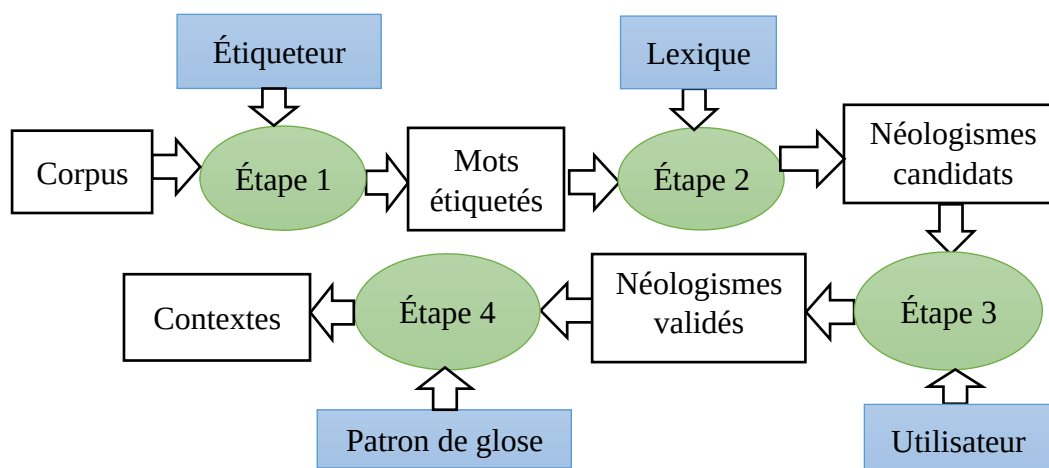 Étiqueteur
Lexique
Corpus
Étape 1
Mots
étiquetés
Étape 2
Néologismes
candidats
Contextes
Étape 4
Néologismes
validés
Étape 3
Patron de glose
Utilisateur